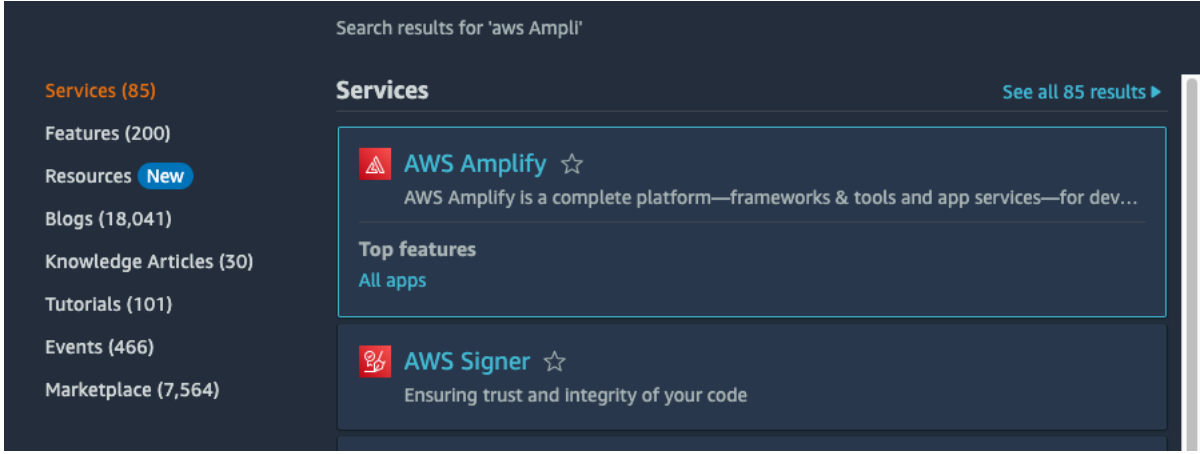 Search results for 'aws Ampli'
Services (85)
Features (200)
Resources New
Blogs (18,041)
Knowledge Articles (30)
Tutorials (101)
Events (466)
Marketplace (7,564)
Services
See all 85 results
AWS Amplify
AWS Amplify is a complete platform—frameworks & tools and app services—for dev...
Top features
All apps
AWS Signer
Ensuring trust and integrity of your code